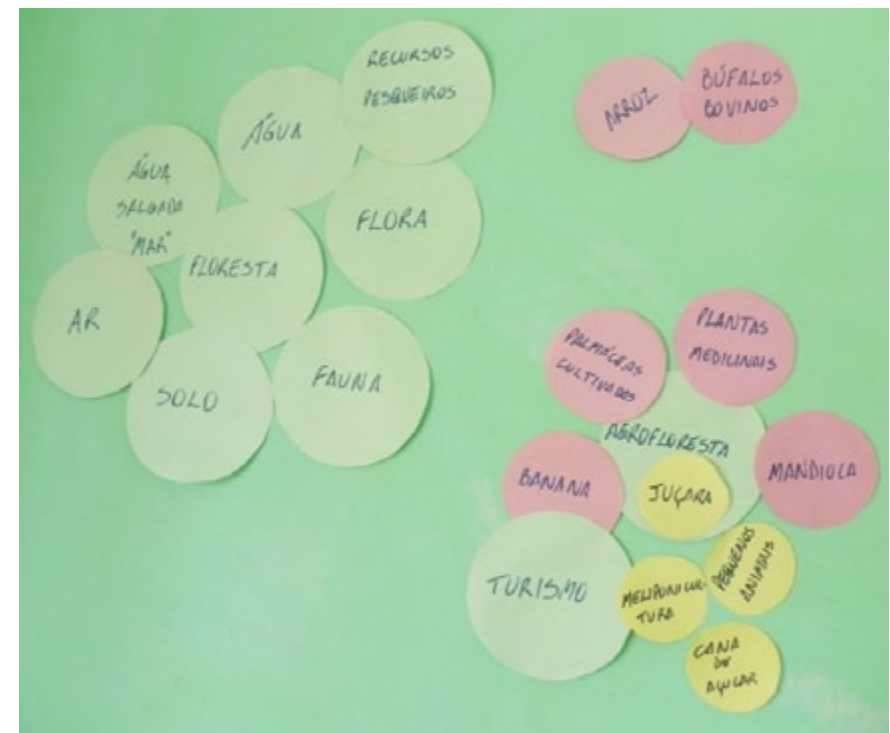 RECURSOS
PESQUEIROS
ÁGUA
ÁGUA
SALGADA
"MAR"
FLORA
FLORESTA
AR
SOLO
FAUNA
ARROZ
BÚFALOS
BOVINOS
PALMÁCEAS
CULTIVADAS
PLANTAS
MEDICINAIS
AGROFLORESTA
MANDIOLA
BANANA
JUÇARA
TURISMO
MELIPONICUL-
TURA
PEQUENOS
ANIMAIS
CANA
DE
AÇUCAR